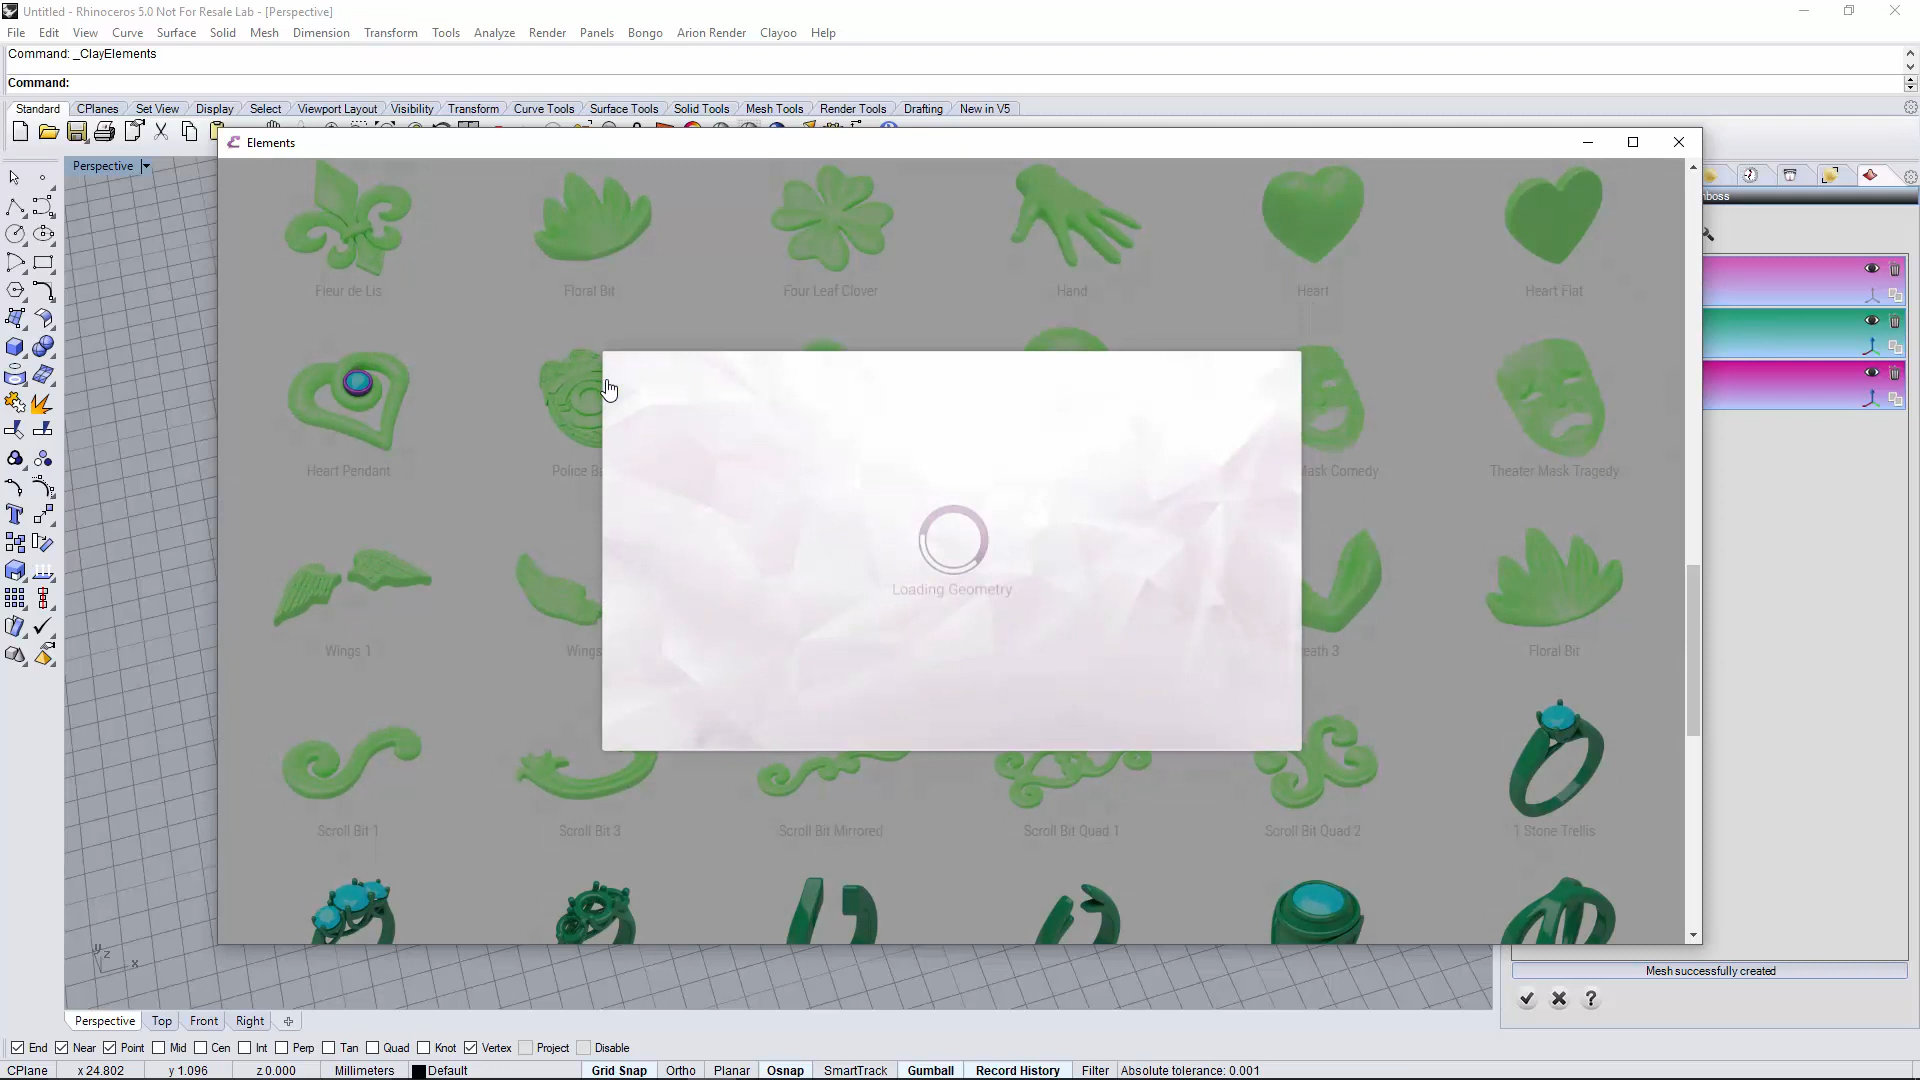 Untitled - Rhinoceros 5.0 Not For Resale Lab - [Perspective]
File Edit View Curve Surface Solid Mesh Dimension Transform Tools Analyze Render Panels Bongo Arion Render Clayoo Help
Command: _ClayElements
Command:
Standard CPlanes Set View Display Select Viewport Layout Visibility Transform Curve Tools Surface Tools Solid Tools Mesh Tools Render Tools Drafting New in V5
Elements
Perspective
Fleur de Lis Floral Bit Four Leaf Clover Hand Heart Heart Flat
Heart Pendant Police Mask Comedy Theater Mask Tragedy
Loading Geometry
Wings 1 Wings Floral Bit
Scroll Bit 1 Scroll Bit 3 Scroll Bit Mirrored Scroll Bit Quad 1 Scroll Bit Quad 2 1 Stone Trellis
y z x
Mesh successfully created
Perspective Top Front Right
End Near Point Mid Cen Int Perp Tan Quad Knot Vertex Project Disable
CPlane x 24.802 y 1.096 z 0.000 Millimeters Default Grid Snap Ortho Planar Osnap SmartTrack Gumball Record History Filter Absolute tolerance: 0.001